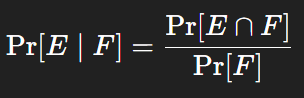 Pr[E | F] = Pr[E ∩ F] / Pr[F]